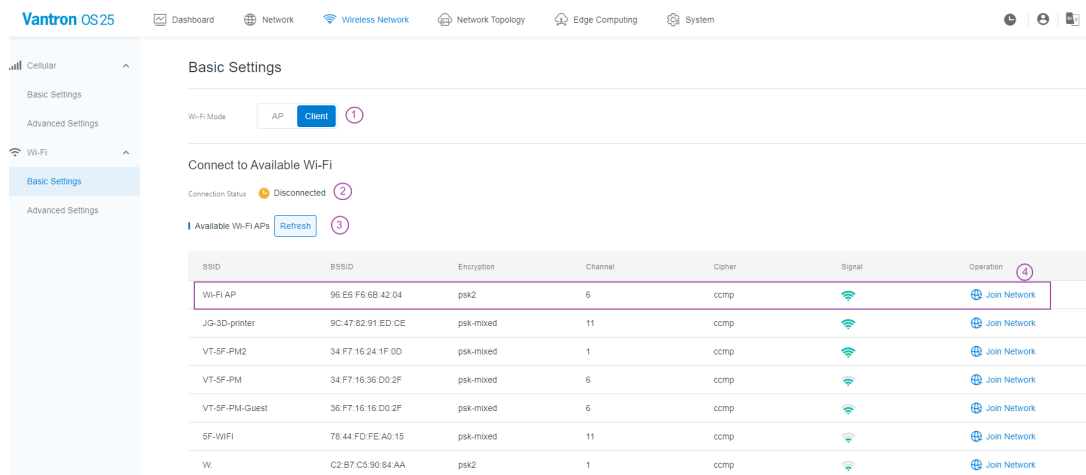 Vantron OS 25 Dashboard Network Wireless Network Network Topology Edge Computing System
Cellular
Basic Settings
Advanced Settings
Wi-Fi
Basic Settings
Advanced Settings
Basic Settings
Wi-Fi Mode AP Client 1
Connect to Available Wi-Fi
Connection Status Disconnected 2
Available Wi-Fi APs Refresh 3
SSID BSSID Encryption Channel Cipher Signal Operation 4
Wi-Fi AP 96:E6:F6:6B:42:04 psk2 6 ccmp Join Network
JG-3D-printer 9C:47:82:91:ED:CE psk-mixed 11 ccmp Join Network
VT-5F-PM2 34:F7:16:24:1F:0D psk-mixed 1 ccmp Join Network
VT-5F-PM 34:F7:16:36:D0:2F psk-mixed 6 ccmp Join Network
VT-5F-PM-Guest 36:F7:16:16:D0:2F psk-mixed 6 ccmp Join Network
5F-WIFI 78:44:FD:FE:A0:15 psk-mixed 11 ccmp Join Network
W. C2:B7:C5:90:84:AA psk2 1 ccmp Join Network